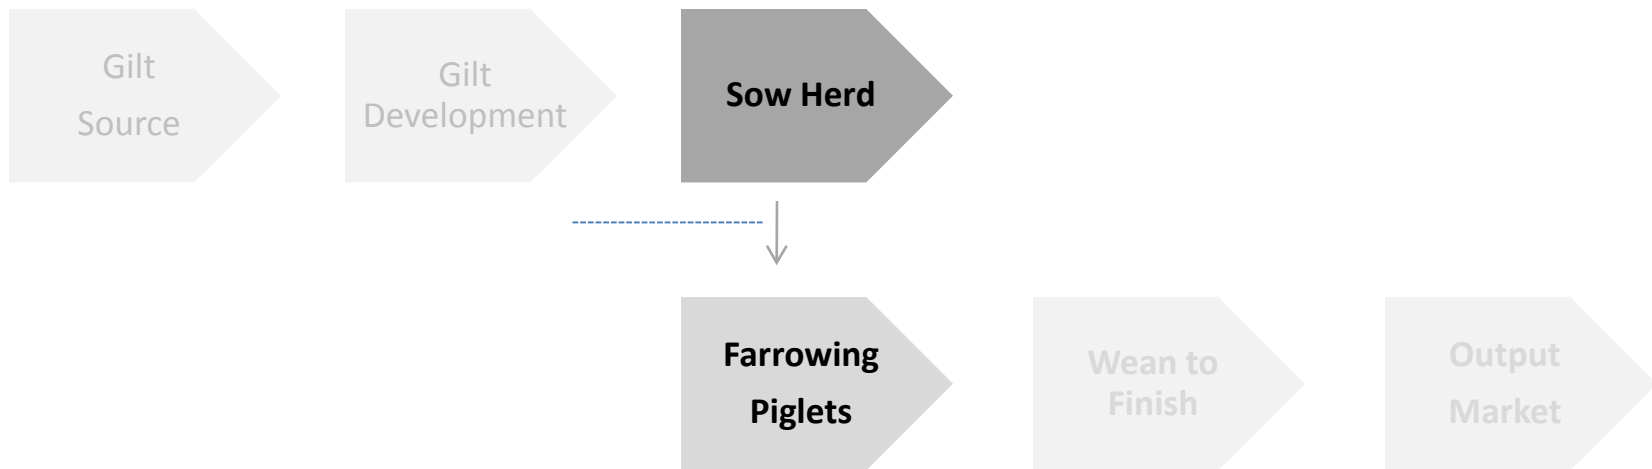 Gilt
Source
Gilt
Development
Sow Herd
Farrowing
Piglets
Wean to
Finish
Output
Market